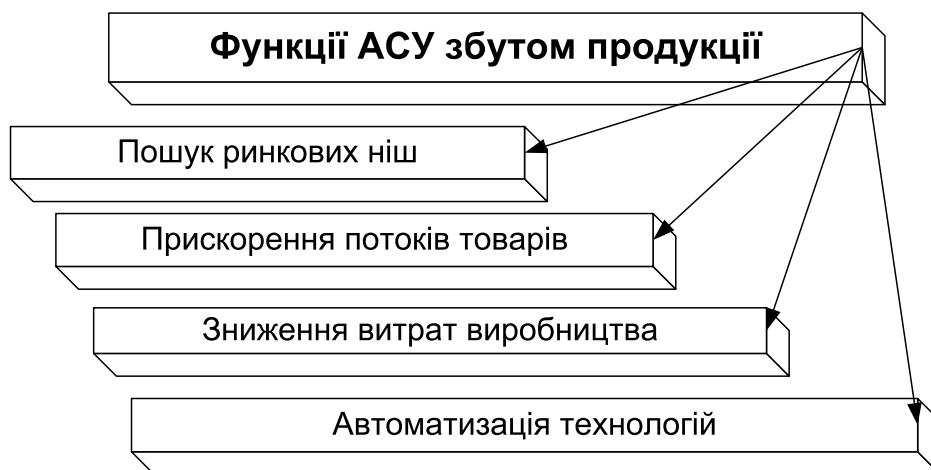 Функції АСУ збутом продукції
Пошук ринкових ніш
Прискорення потоків товарів
Зниження витрат виробництва
Автоматизація технологій